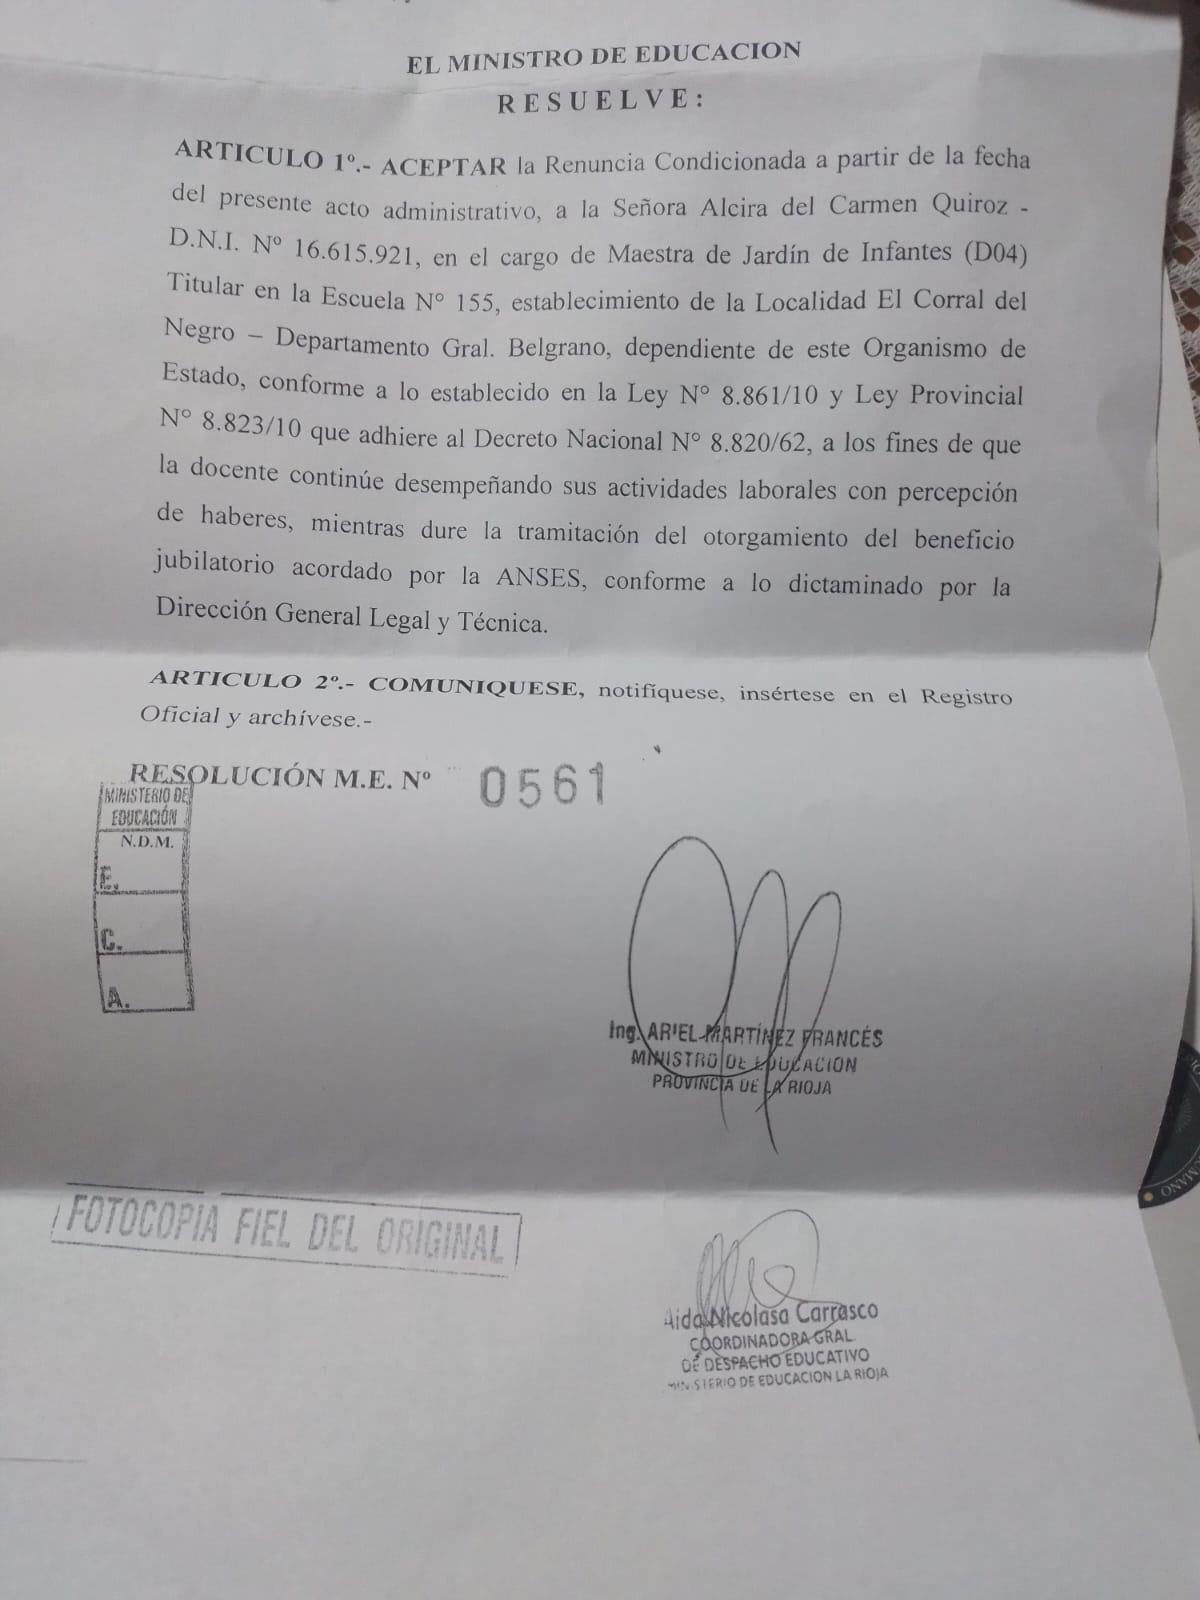 EL MINISTRO DE EDUCACION
RESUELVE:
ARTICULO 1º.- ACEPTAR la Renuncia Condicionada a partir de la fecha
del presente acto administrativo, a la Señora Alcira del Carmen Quiroz -
D.N.I. Nº 16.615.921, en el cargo de Maestra de Jardín de Infantes (D04)
Titular en la Escuela Nº 155, establecimiento de la Localidad El Corral del
Negro – Departamento Gral. Belgrano, dependiente de este Organismo de
Estado, conforme a lo establecido en la Ley Nº 8.861/10 y Ley Provincial
Nº 8.823/10 que adhiere al Decreto Nacional Nº 8.820/62, a los fines de que
la docente continúe desempeñando sus actividades laborales con percepción
de haberes, mientras dure la tramitación del otorgamiento del beneficio
jubilatorio acordado por la ANSES, conforme a lo dictaminado por la
Dirección General Legal y Técnica.
ARTICULO 2º.- COMUNIQUESE, notifíquese, insértese en el Registro
Oficial y archívese.-
RESOLUCIÓN M.E. Nº 0561
MINISTERIO DE
EDUCACIÓN
N.D.M.
E.
C.
A.
Ing. ARIEL MARTÍNEZ FRANCÉS
MINISTRO DE EDUCACION
PROVINCIA DE LA RIOJA
FOTOCOPIA FIEL DEL ORIGINAL
Aida Nicolasa Carrasco
COORDINADORA GRAL
DE DESPACHO EDUCATIVO
MINISTERIO DE EDUCACION LA RIOJA